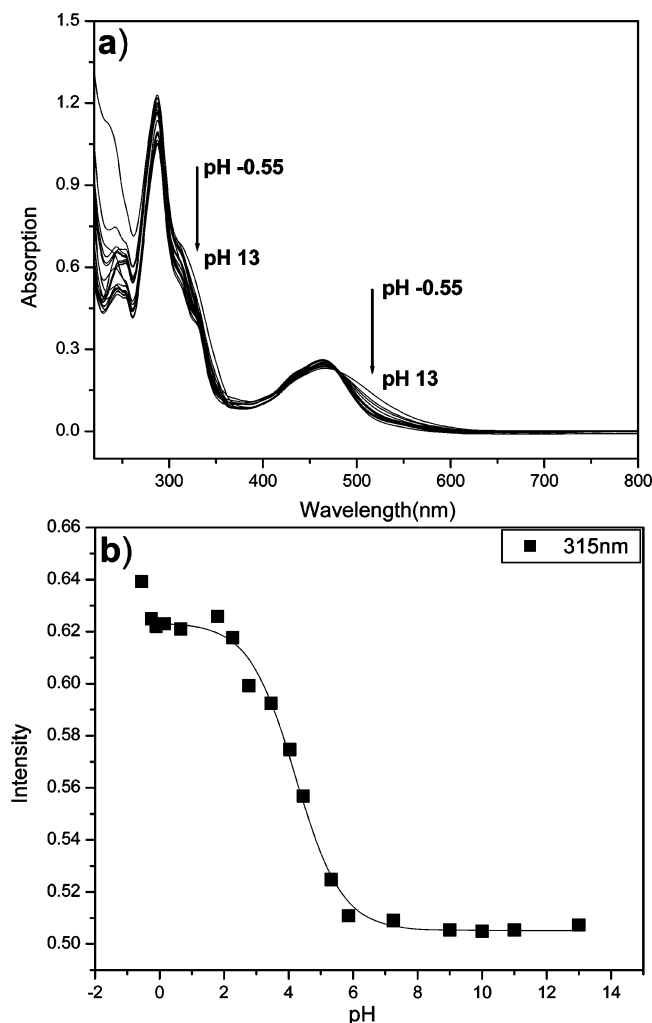 a)
1.5
1.2
0.9
0.6
0.3
0.0
Absorption
pH -0.55
pH 13
pH -0.55
pH 13
300 400 500 600 700 800
Wavelength(nm)
b)
315nm
0.66
0.64
0.62
0.60
0.58
0.56
0.54
0.52
0.50
Intensity
-2 0 2 4 6 8 10 12 14
pH